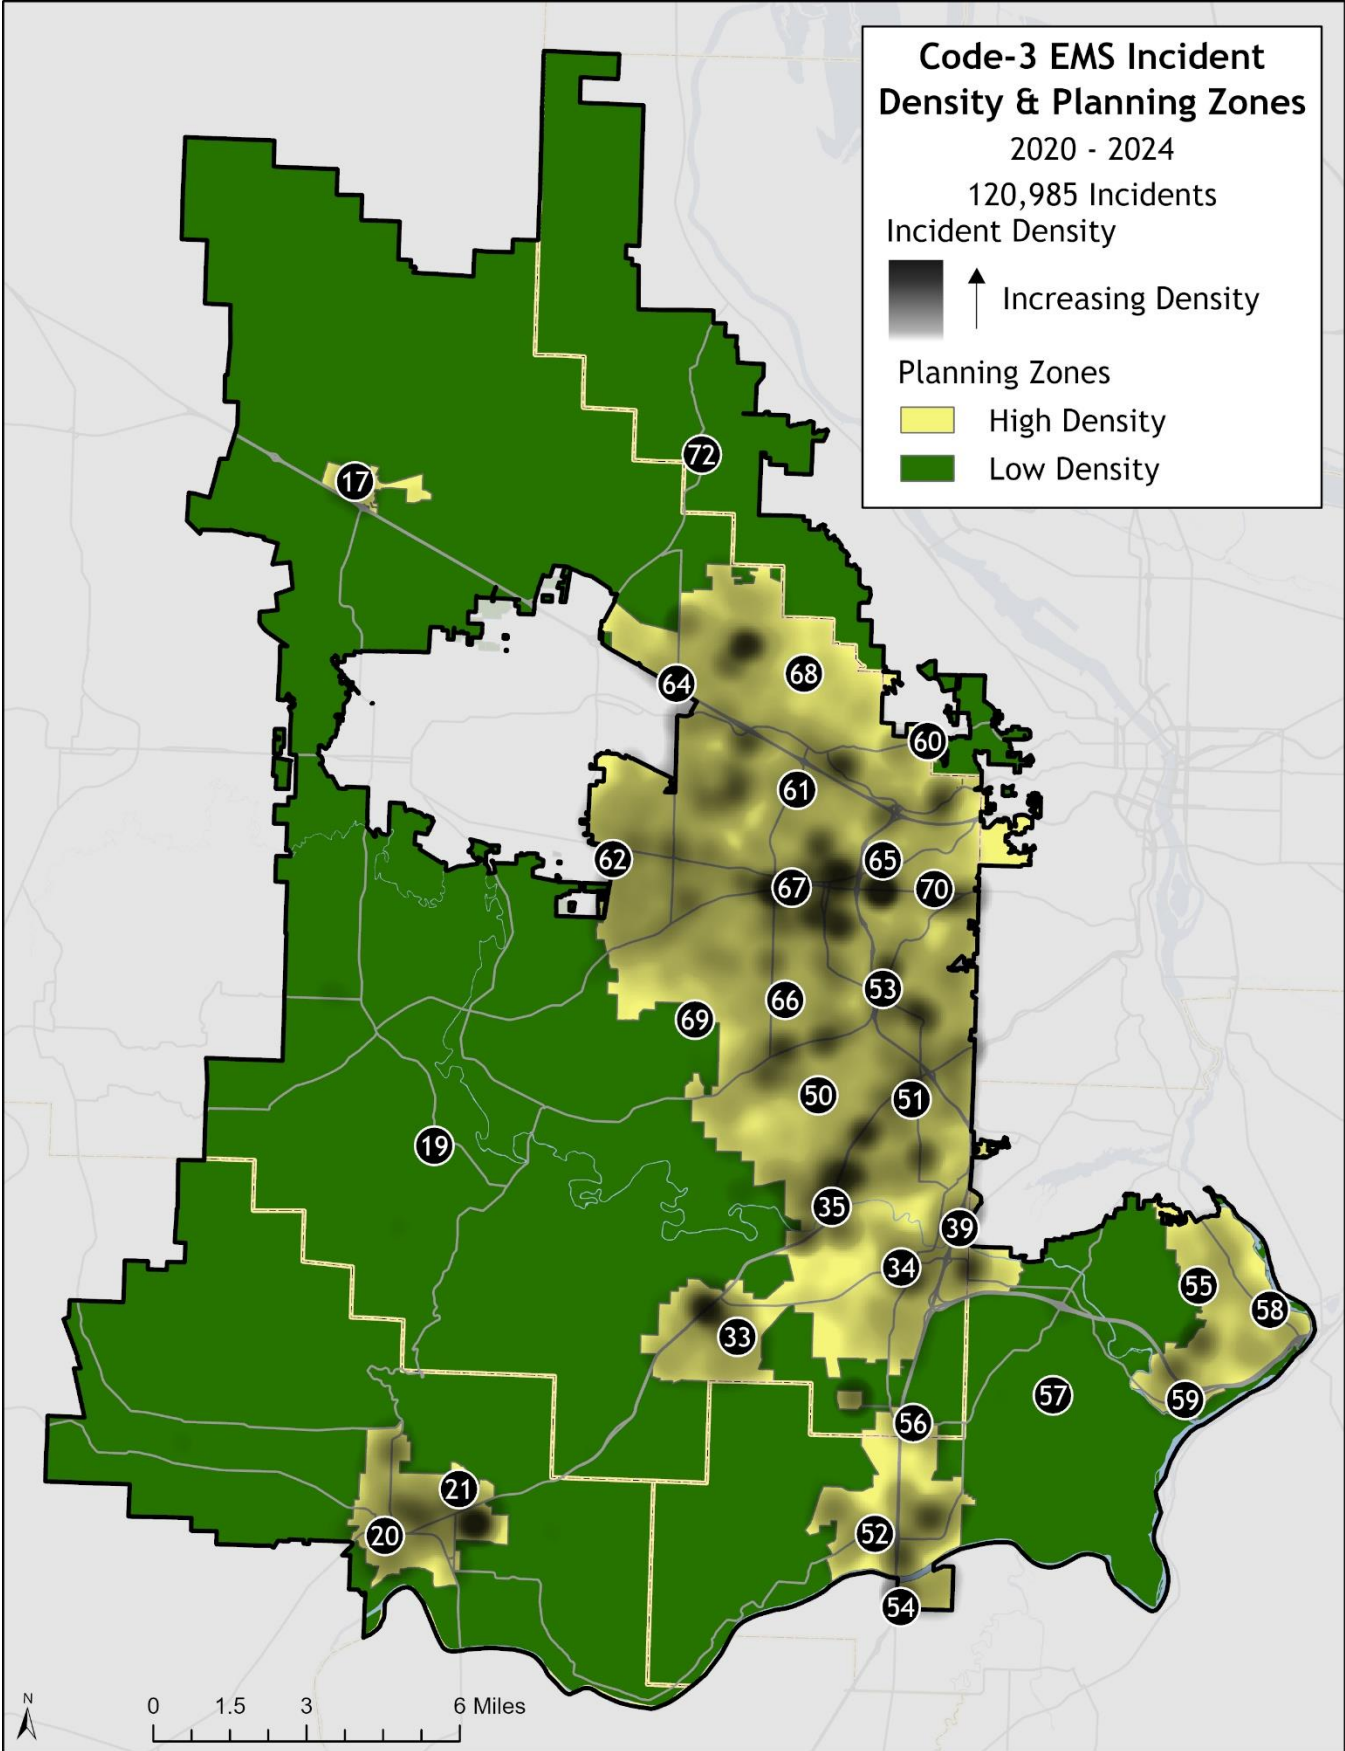 Code-3 EMS Incident
Density & Planning Zones
2020 - 2024
120,985 Incidents
Incident Density
Increasing Density
Planning Zones
High Density
Low Density
72
17
68
64
60
61
62
65
67
70
53
66
69
50
51
19
35
39
34
55
58
33
57
59
56
21
52
20
54
N
0 1.5 3 6 Miles